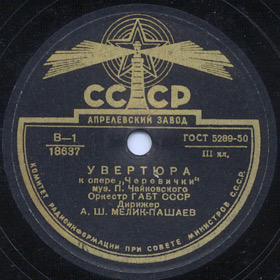 СССР
АПРЕЛЕВСКИЙ ЗАВОД
В—1
18637
ГОСТ 5289-50
III кл,
УВЕРТЮРА
к опере „Черевички"
муз. П. Чайковского
Оркестр ГАБТ СССР
Дирижер
А. Ш. МЕЛИК-ПАШАЕВ
КОМИТЕТ РАДИОИНФОРМАЦИИ ПРИ СОВЕТЕ МИНИСТРОВ СССР.